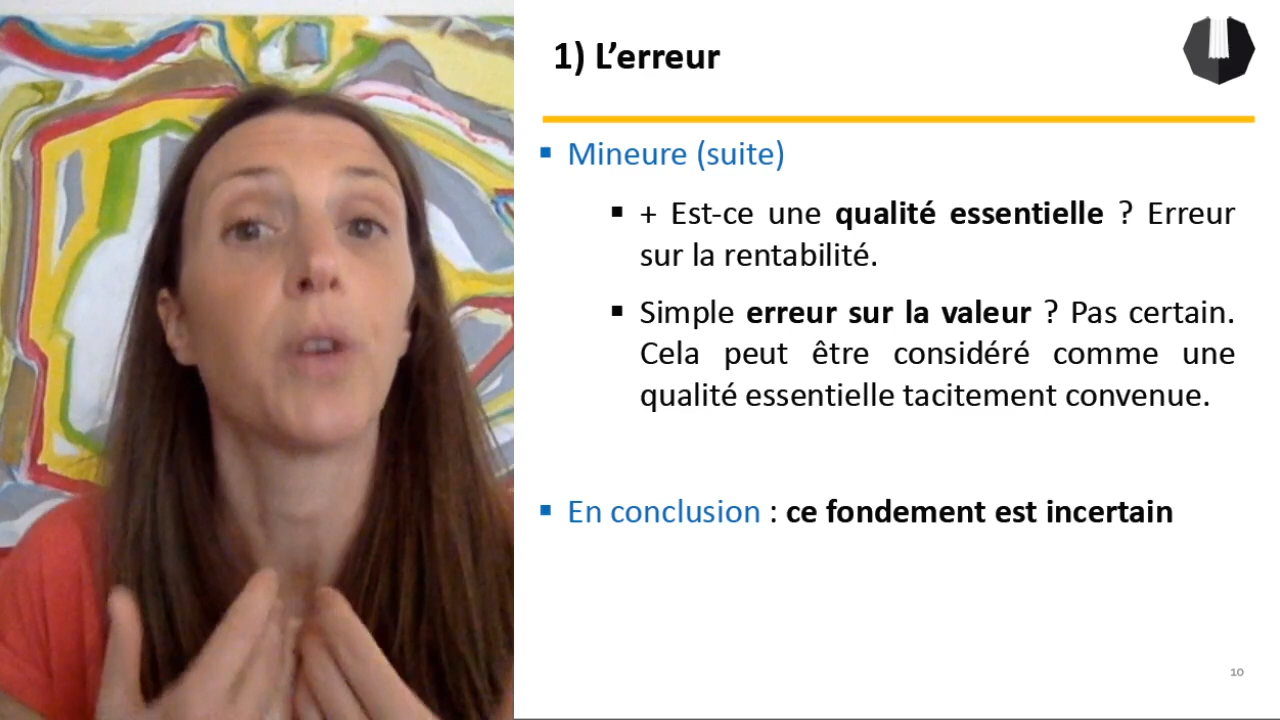 1) L’erreur
Mineure (suite)
+ Est-ce une qualité essentielle ? Erreur
sur la rentabilité.
Simple erreur sur la valeur ? Pas certain.
Cela peut être considéré comme une
qualité essentielle tacitement convenue.
En conclusion : ce fondement est incertain
10